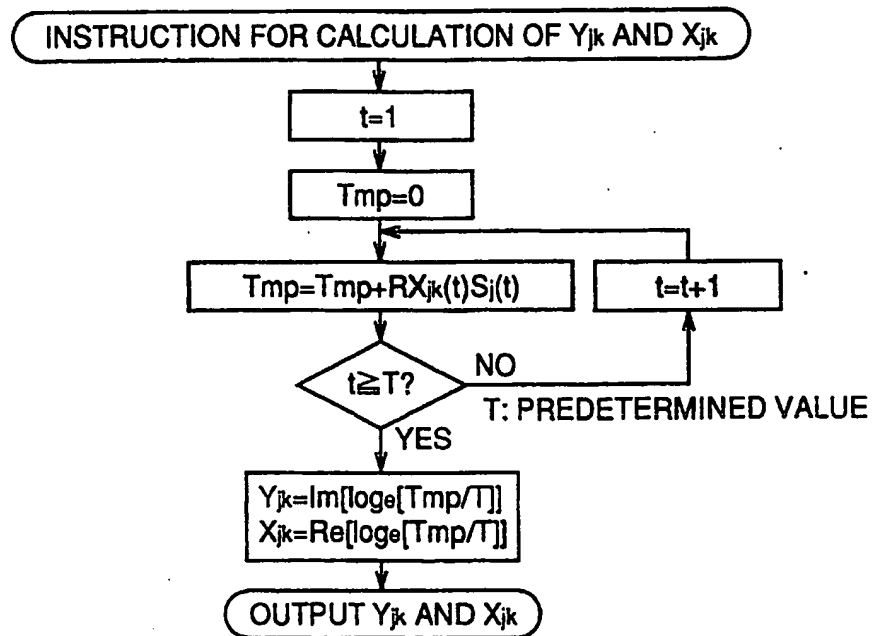 INSTRUCTION FOR CALCULATION OF Yjk AND Xjk
t=1
Tmp=0
Tmp=Tmp+RXjk(t)Sj(t)
t=t+1
t≧T?
NO
T: PREDETERMINED VALUE
YES
Yjk=Im[loge[Tmp/T]]
Xjk=Re[loge[Tmp/T]]
OUTPUT Yjk AND Xjk